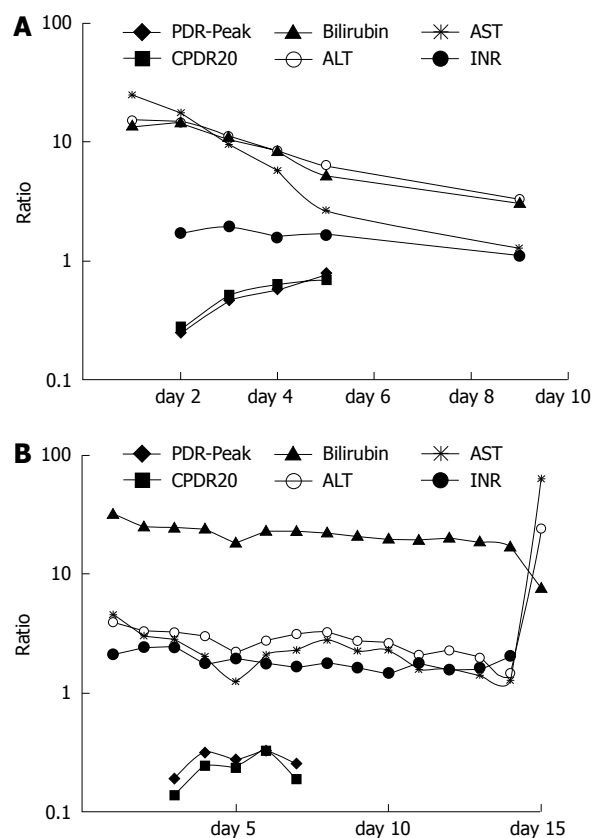 A
100
PDR-Peak Bilirubin AST
CPDR20 ALT INR
10
Ratio
1
0.1
day 2 day 4 day 6 day 8 day 10
B
100
PDR-Peak Bilirubin AST
CPDR20 ALT INR
10
Ratio
1
0.1
day 5 day 10 day 15